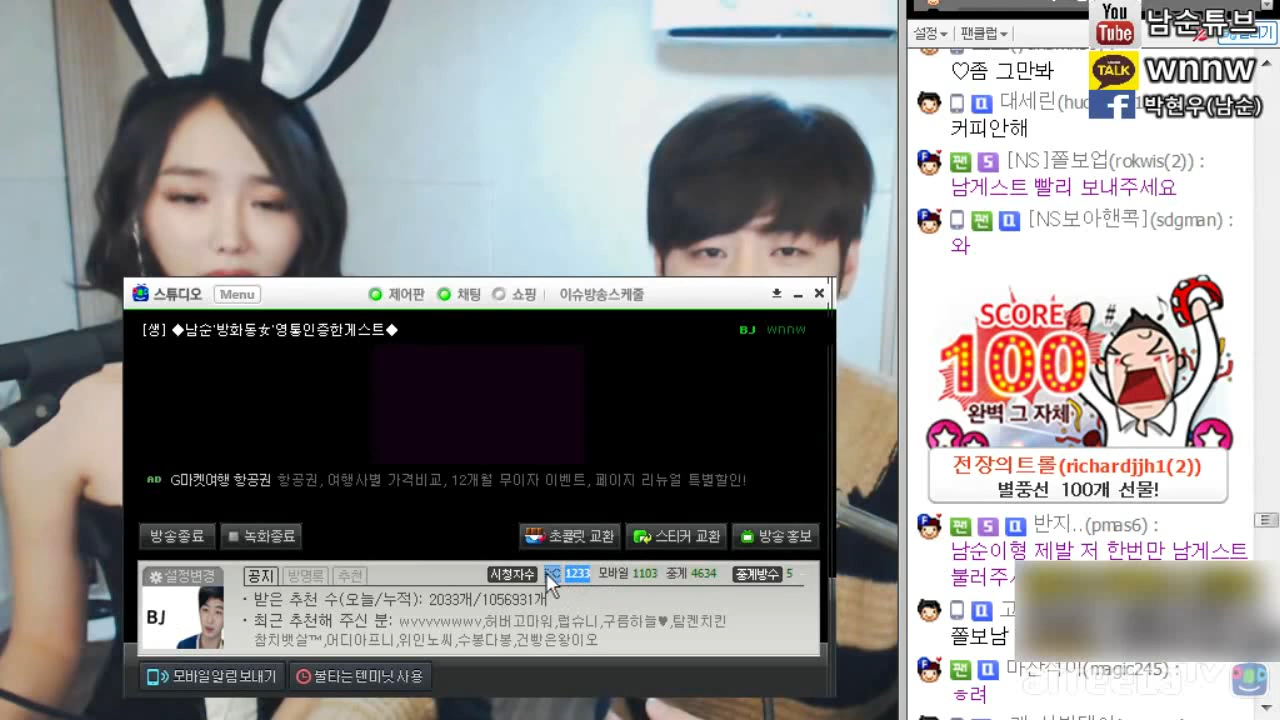 스튜디오 Menu 제어판 채팅 쇼핑 이슈방송스케줄
[생] ◆남순'방화동女'영통인증한게스트◆ BJ wnnw
AD G마켓여행 항공권 항공권, 여행사별 가격비교, 12개월 무이자 이벤트, 페이지 리뉴얼 특별할인!
방송종료 녹화종료 초콜릿 교환 스티커 교환 방송홍보
설정변경 공지 방명록 추천 시청자수 PC 1233 모바일 1103 중계 4634 중계방수 5
BJ
· 받은 추천 수(오늘/누적): 2033개/1056931개
· 최근 추천해 주신 분: wvvvwwwv,허버고마워,럽슈니,구름하늘♥,탑켄치킨
참치뱃살™,어디아프니,위인노씨,수봉다봉,건빵은왕이오
모바일알림보내기 불타는텐미닛사용
You Tube 남순튜브
설정 팬클럽
TALK wnnw
♡좀 그만봐
f 박현우(남순)
대세린
커피안해
팬 S [NS]쫄보업(rokwis(2)) :
남게스트 빨리 보내주세요
팬 [NS보아핸콕](sdgman) :
와
SCORE #
100
완벽 그 자체
전장의트롤(richardjjh1(2))
별풍선 100개 선물!
팬 S 반지..(pmas6) :
남순이형 제발 저 한번만 남게스트
불러주
쫄보남
팬 (magic245) :
ㅎ려